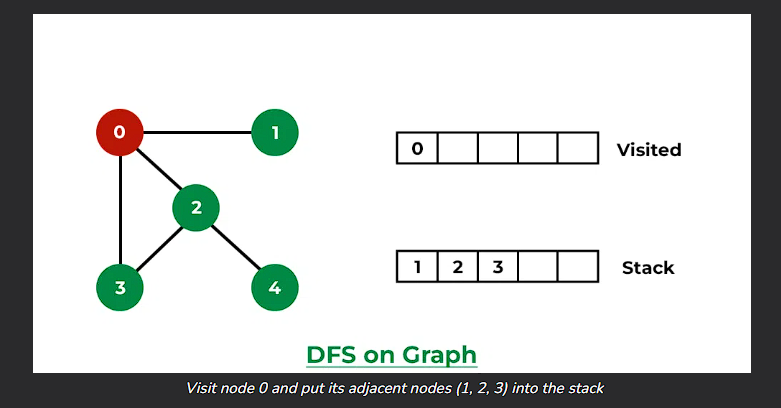 0
1
0
Visited
2
1 2 3
Stack
3
4
DFS on Graph
Visit node 0 and put its adjacent nodes (1, 2, 3) into the stack